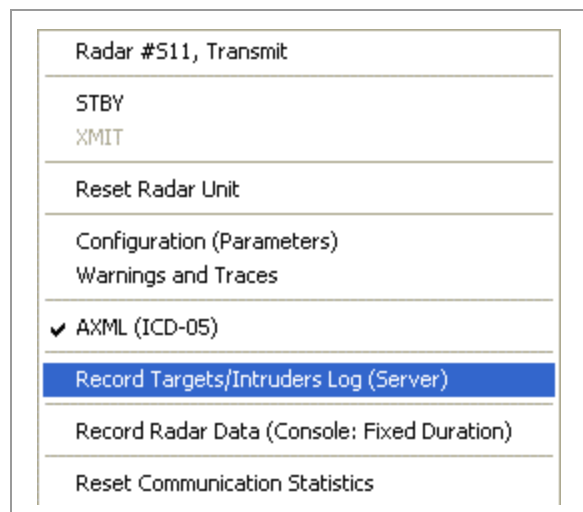 Radar #511, Transmit
STBY
XMIT
Reset Radar Unit
Configuration (Parameters)
Warnings and Traces
AXML (ICD-05)
Record Targets/Intruders Log (Server)
Record Radar Data (Console: Fixed Duration)
Reset Communication Statistics